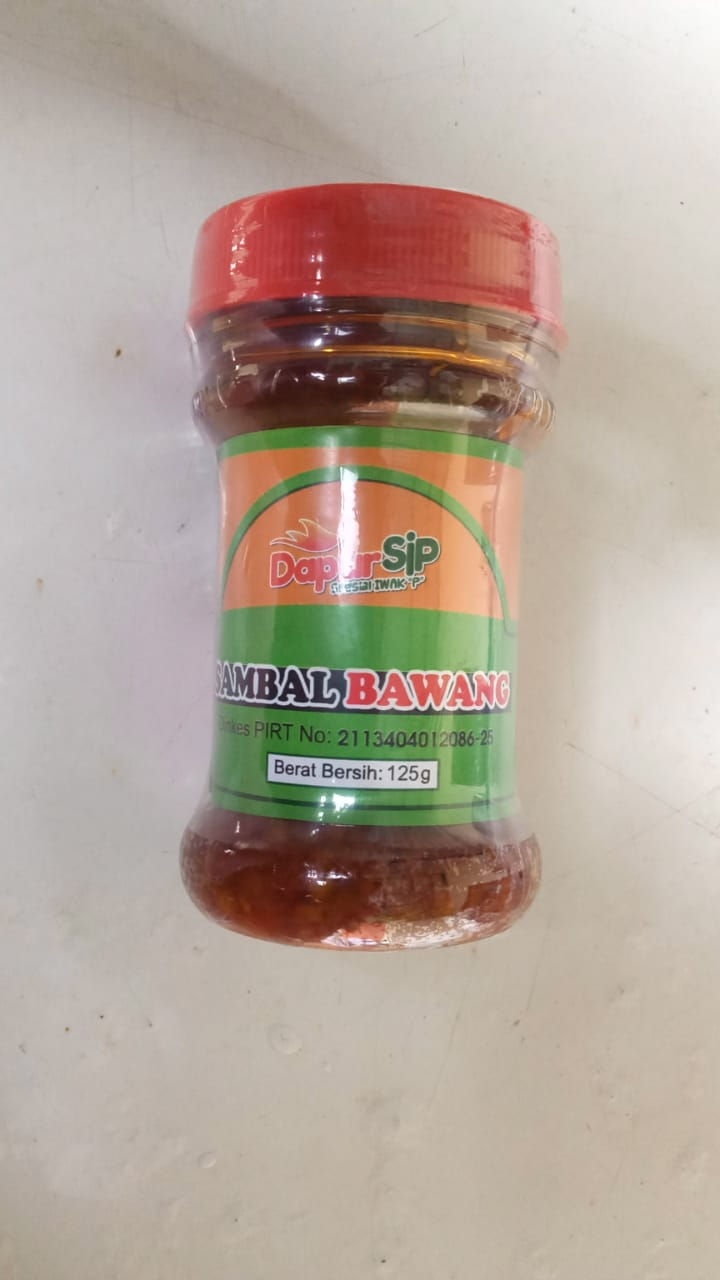 DapurSip
Spesial IWAK "P"
SAMBAL BAWANG
Dinkes PIRT No: 2113404012086-25
Berat Bersih: 125g